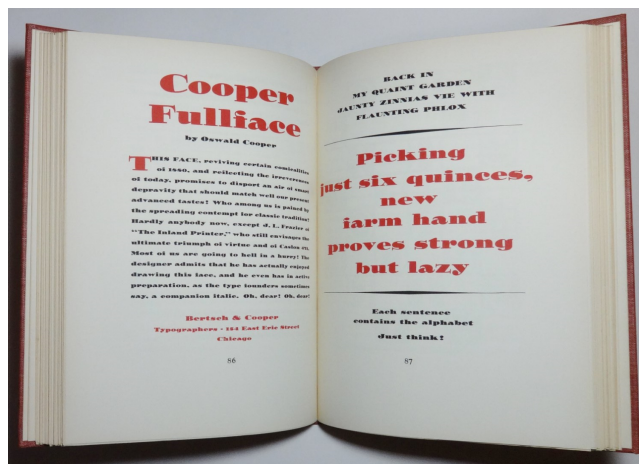 Cooper
Fullface
by Oswald Cooper
THIS FACE, reviving certain comicalities
of 1880, and reflecting the irreverences
of today, promises to disport an air of smart
depravity that should match well our present
advanced tastes! Who among us is pained by
the spreading contempt for classic tradition?
Hardly anybody now, except J. L. Frazier of
"The Inland Printer," who still envisages the
ultimate triumph of virtue and of Caslon 471.
Most of us are going to hell in a hurry! The
designer admits that he has actually enjoyed
drawing this face, and he even has in active
preparation, as the type founders sometimes
say, a companion italic. Oh, dear! Oh, dear!
Bertsch & Cooper
Typographers · 154 East Erie Street
Chicago
86
BACK IN
MY QUAINT GARDEN
JAUNTY ZINNIAS VIE WITH
FLAUNTING PHLOX
Picking
just six quinces,
new
farm hand
proves strong
but lazy
Each sentence
contains the alphabet
Just think!
87